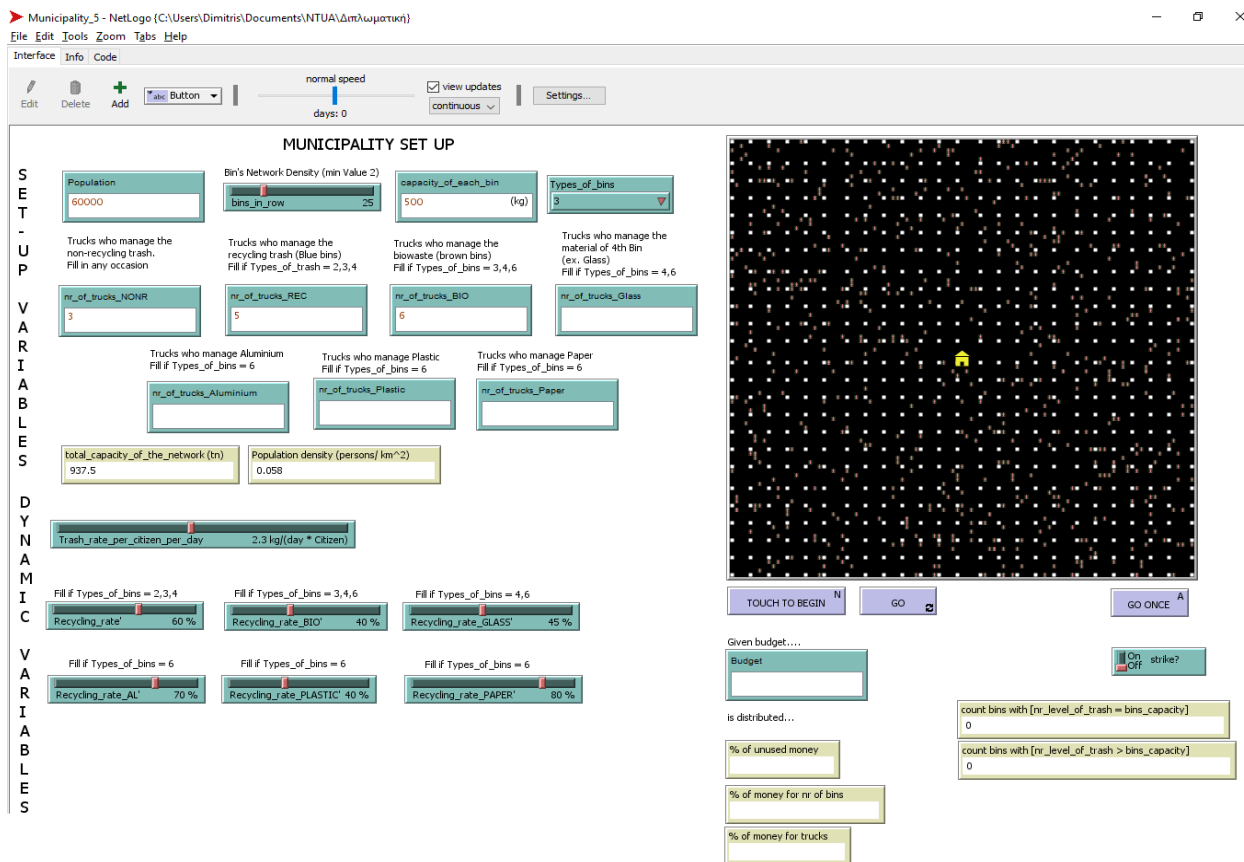 Municipality_5 - NetLogo {C:\Users\Dimitris\Documents\NTUA\Διπλωματική}
File Edit Tools Zoom Tabs Help
Interface Info Code
Edit Delete Add abc Button normal speed view updates continuous Settings...
days: 0
MUNICIPALITY SET UP
SET-UP VARIABLES
Population
60000
Bin's Network Density (min Value 2)
bins_in_row 25
capacity_of_each_bin
500 (kg)
Types_of_bins
3
Trucks who manage the
non-recycling trash.
Fill in any occasion
Trucks who manage the
recycling trash (Blue bins)
Fill if Types_of_trash = 2,3,4
Trucks who manage the
biowaste (brown bins)
Fill if Types_of_bins = 3,4,6
Trucks who manage the
material of 4th Bin
(ex. Glass)
Fill if Types_of_bins = 4,6
nr_of_trucks_NONR
3
nr_of_trucks_REC
5
nr_of_trucks_BIO
6
nr_of_trucks_Glass
Trucks who manage Aluminium
Fill if Types_of_bins = 6
Trucks who manage Plastic
Fill if Types_of_bins = 6
Trucks who manage Paper
Fill if Types_of_bins = 6
nr_of_trucks_Aluminium
nr_of_trucks_Plastic
nr_of_trucks_Paper
total_capacity_of_the_network (tn)
937.5
Population density (persons/ km^2)
0.058
DYNAMIC VARIABLES
Trash_rate_per_citizen_per_day 2.3 kg/(day * Citizen)
Fill if Types_of_bins = 2,3,4
Recycling_rate' 60 %
Fill if Types_of_bins = 3,4,6
Recycling_rate_BIO' 40 %
Fill if Types_of_bins = 4,6
Recycling_rate_GLASS' 45 %
Fill if Types_of_bins = 6
Recycling_rate_AL' 70 %
Fill if Types_of_bins = 6
Recycling_rate_PLASTIC' 40 %
Fill if Types_of_bins = 6
Recycling_rate_PAPER' 80 %
TOUCH TO BEGIN N
GO
GO ONCE A
Given budget....
Budget
On
Off strike?
is distributed...
count bins with [nr_level_of_trash = bins_capacity]
0
count bins with [nr_level_of_trash > bins_capacity]
0
% of unused money
% of money for nr of bins
% of money for trucks